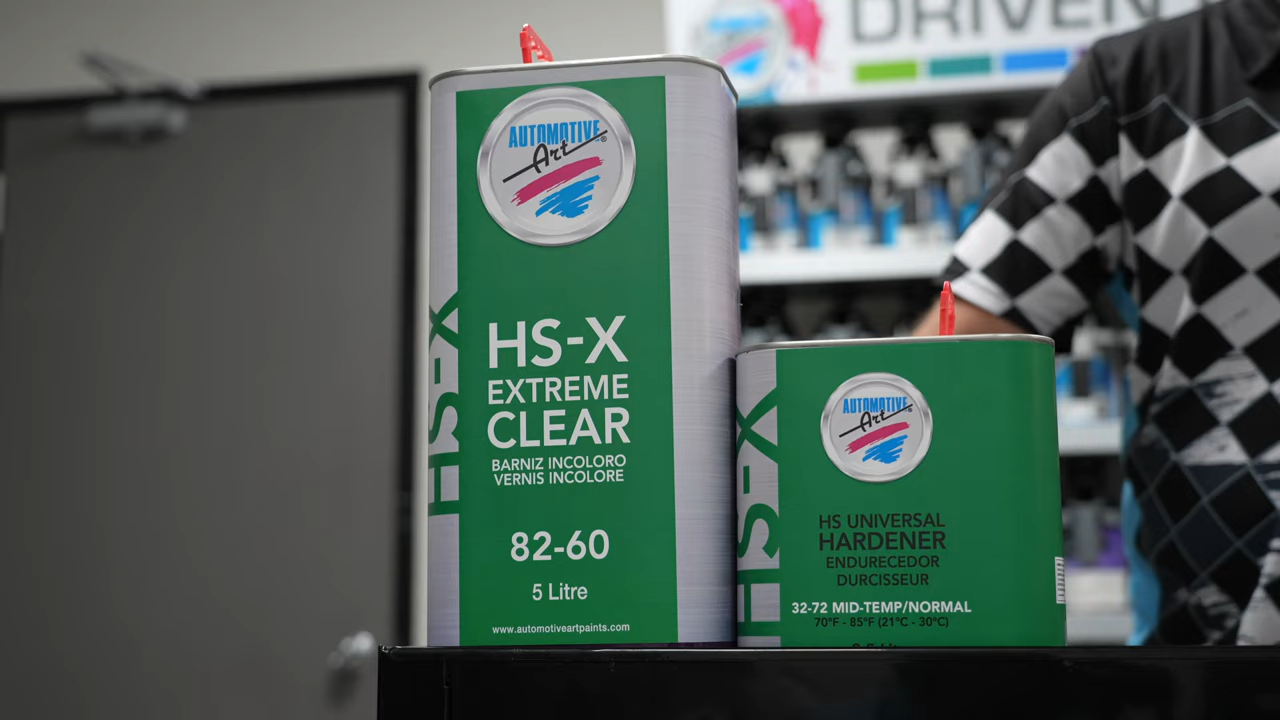 DRIVEN
AUTOMOTIVE
Art
HS-X
HS-X
EXTREME
CLEAR
BARNIZ INCOLORO
VERNIS INCOLORE
82-60
5 Litre
www.automotiveartpaints.com
AUTOMOTIVE
Art
HS-X
HS UNIVERSAL
HARDENER
ENDURECEDOR
DURCISSEUR
32-72 MID-TEMP/NORMAL
70°F - 85°F (21°C - 30°C)